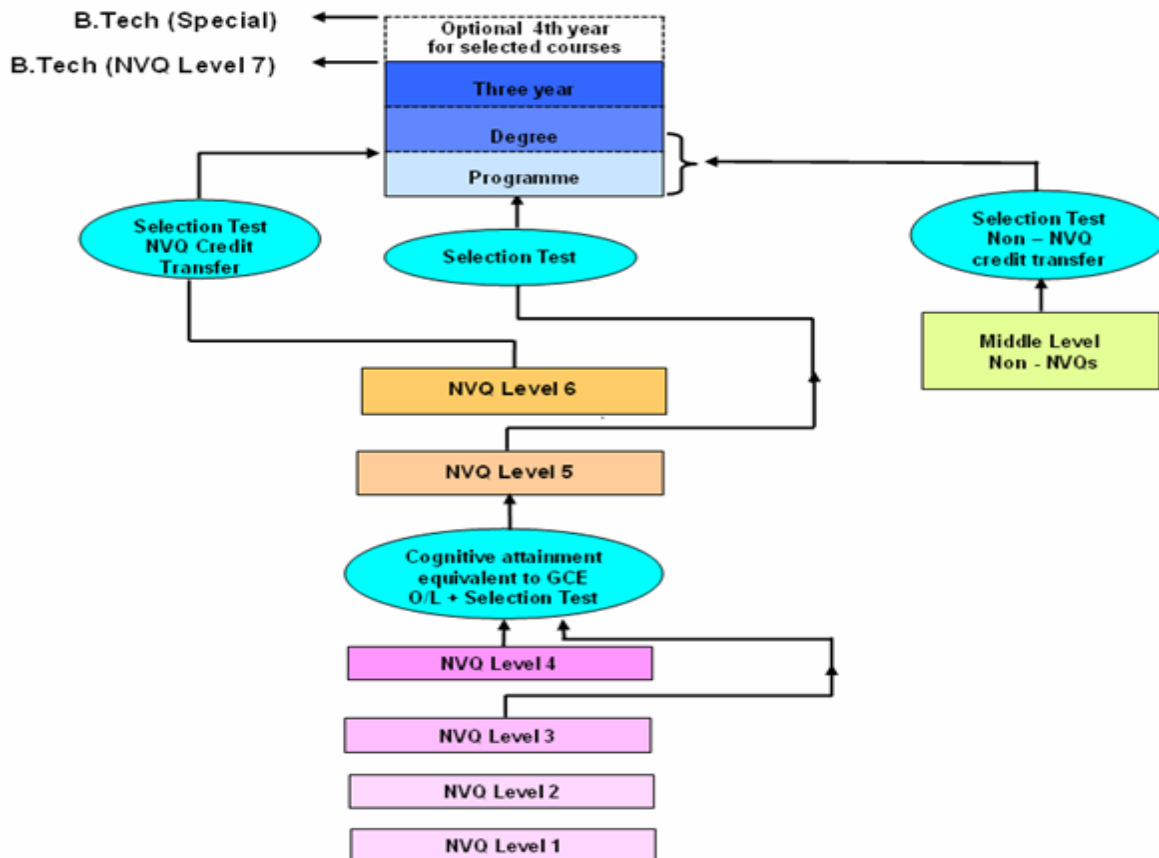 B.Tech (Special)
Optional 4th year
for selected courses
B.Tech (NVQ Level 7)
Three year
Degree
Programme
Selection Test
NVQ Credit
Transfer
Selection Test
Selection Test
Non – NVQ
credit transfer
Middle Level
Non - NVQs
NVQ Level 6
NVQ Level 5
Cognitive attainment
equivalent to GCE
O/L + Selection Test
NVQ Level 4
NVQ Level 3
NVQ Level 2
NVQ Level 1